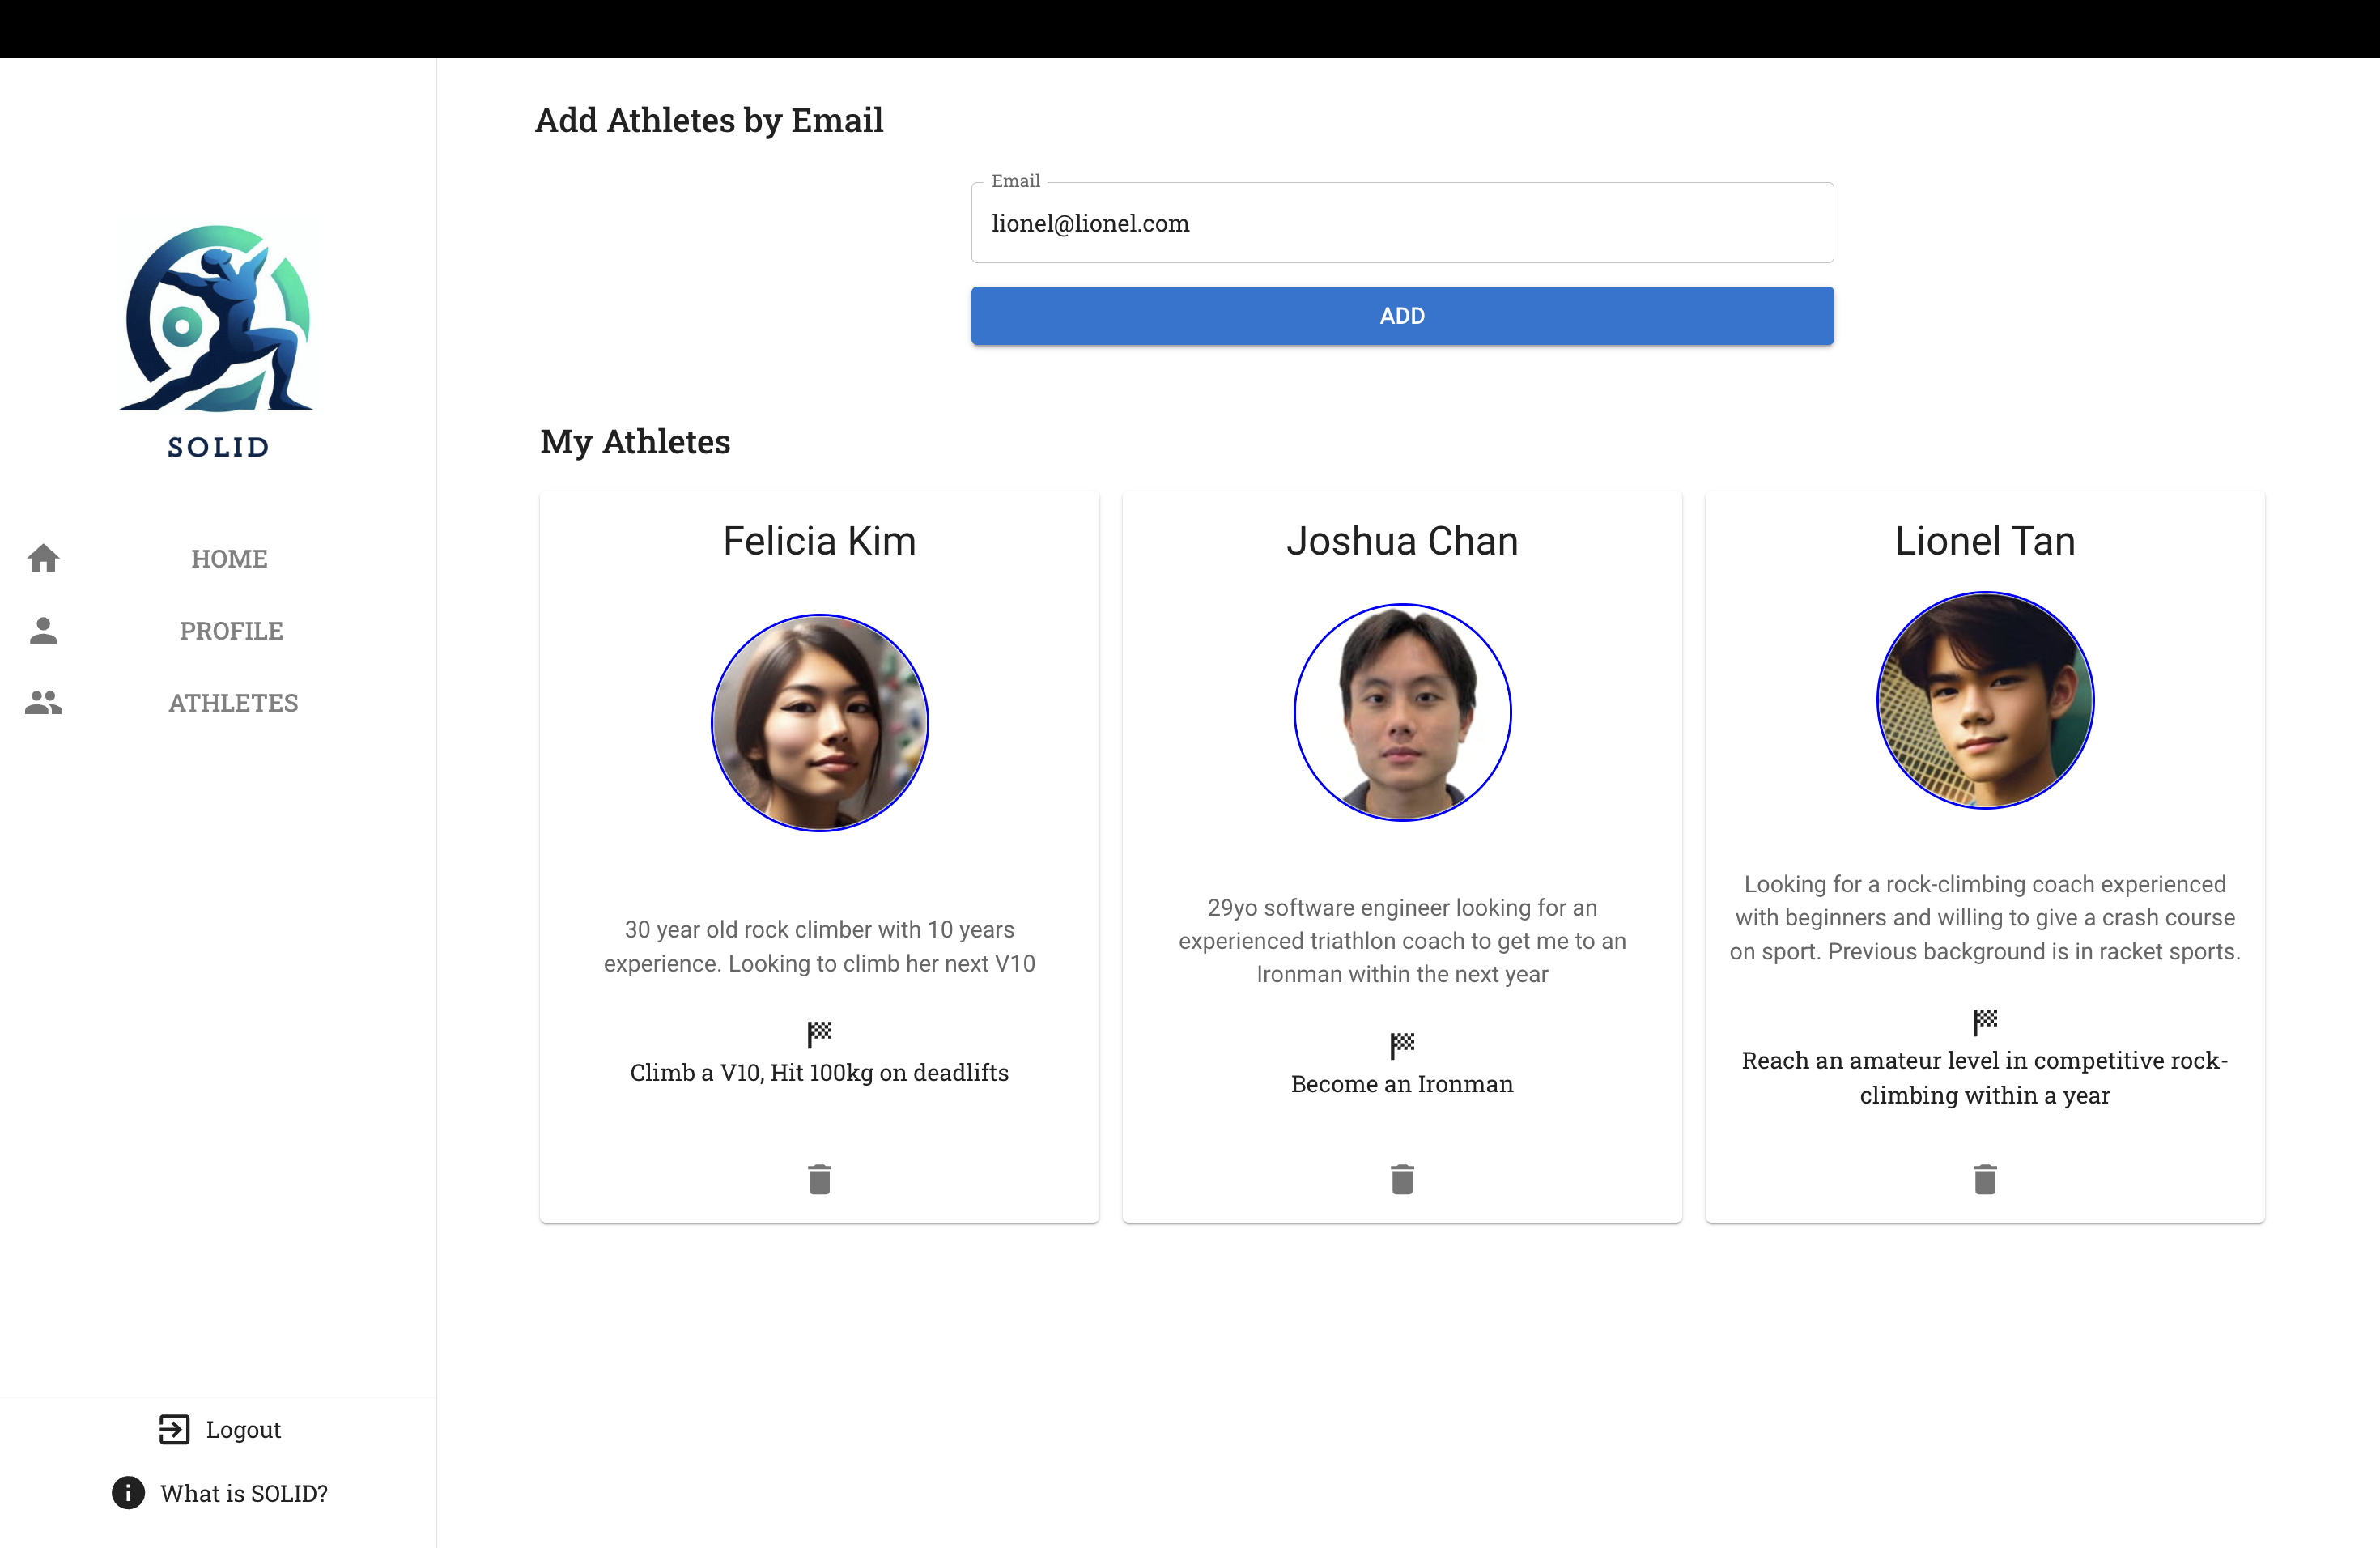 SOLID
HOME
PROFILE
ATHLETES
Logout
What is SOLID?
Add Athletes by Email
Email
lionel@lionel.com
ADD
My Athletes
Felicia Kim
30 year old rock climber with 10 years
experience. Looking to climb her next V10
Climb a V10, Hit 100kg on deadlifts
Joshua Chan
29yo software engineer looking for an
experienced triathlon coach to get me to an
Ironman within the next year
Become an Ironman
Lionel Tan
Looking for a rock-climbing coach experienced
with beginners and willing to give a crash course
on sport. Previous background is in racket sports.
Reach an amateur level in competitive rock-
climbing within a year